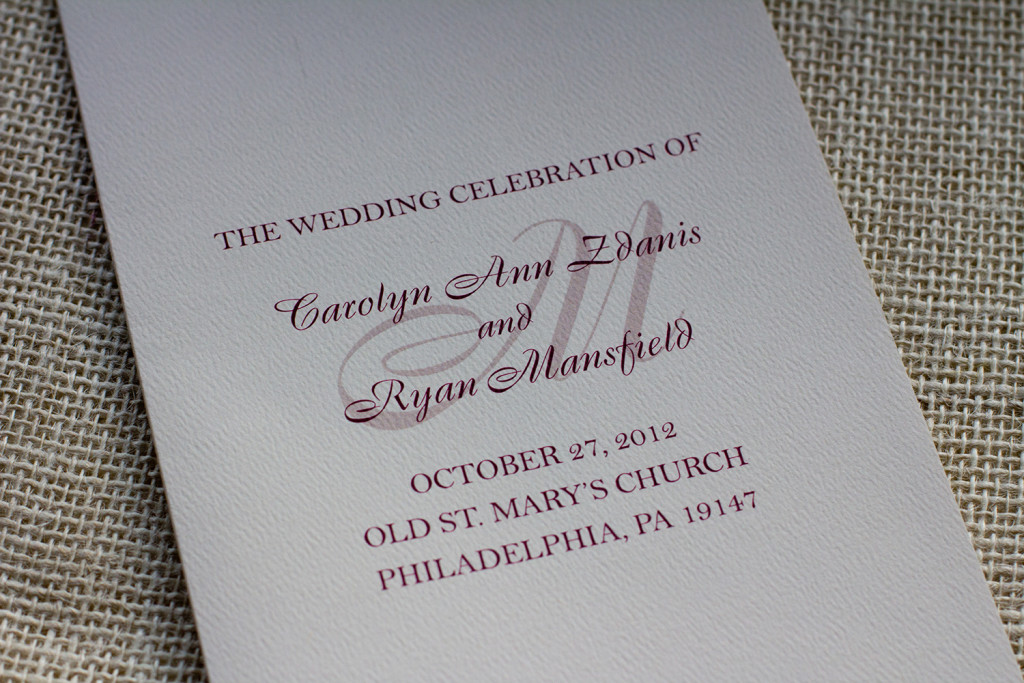 THE WEDDING CELEBRATION OF
M
Carolyn Ann Zdanis
and
Ryan Mansfield
OCTOBER 27, 2012
OLD ST. MARY'S CHURCH
PHILADELPHIA, PA 19147